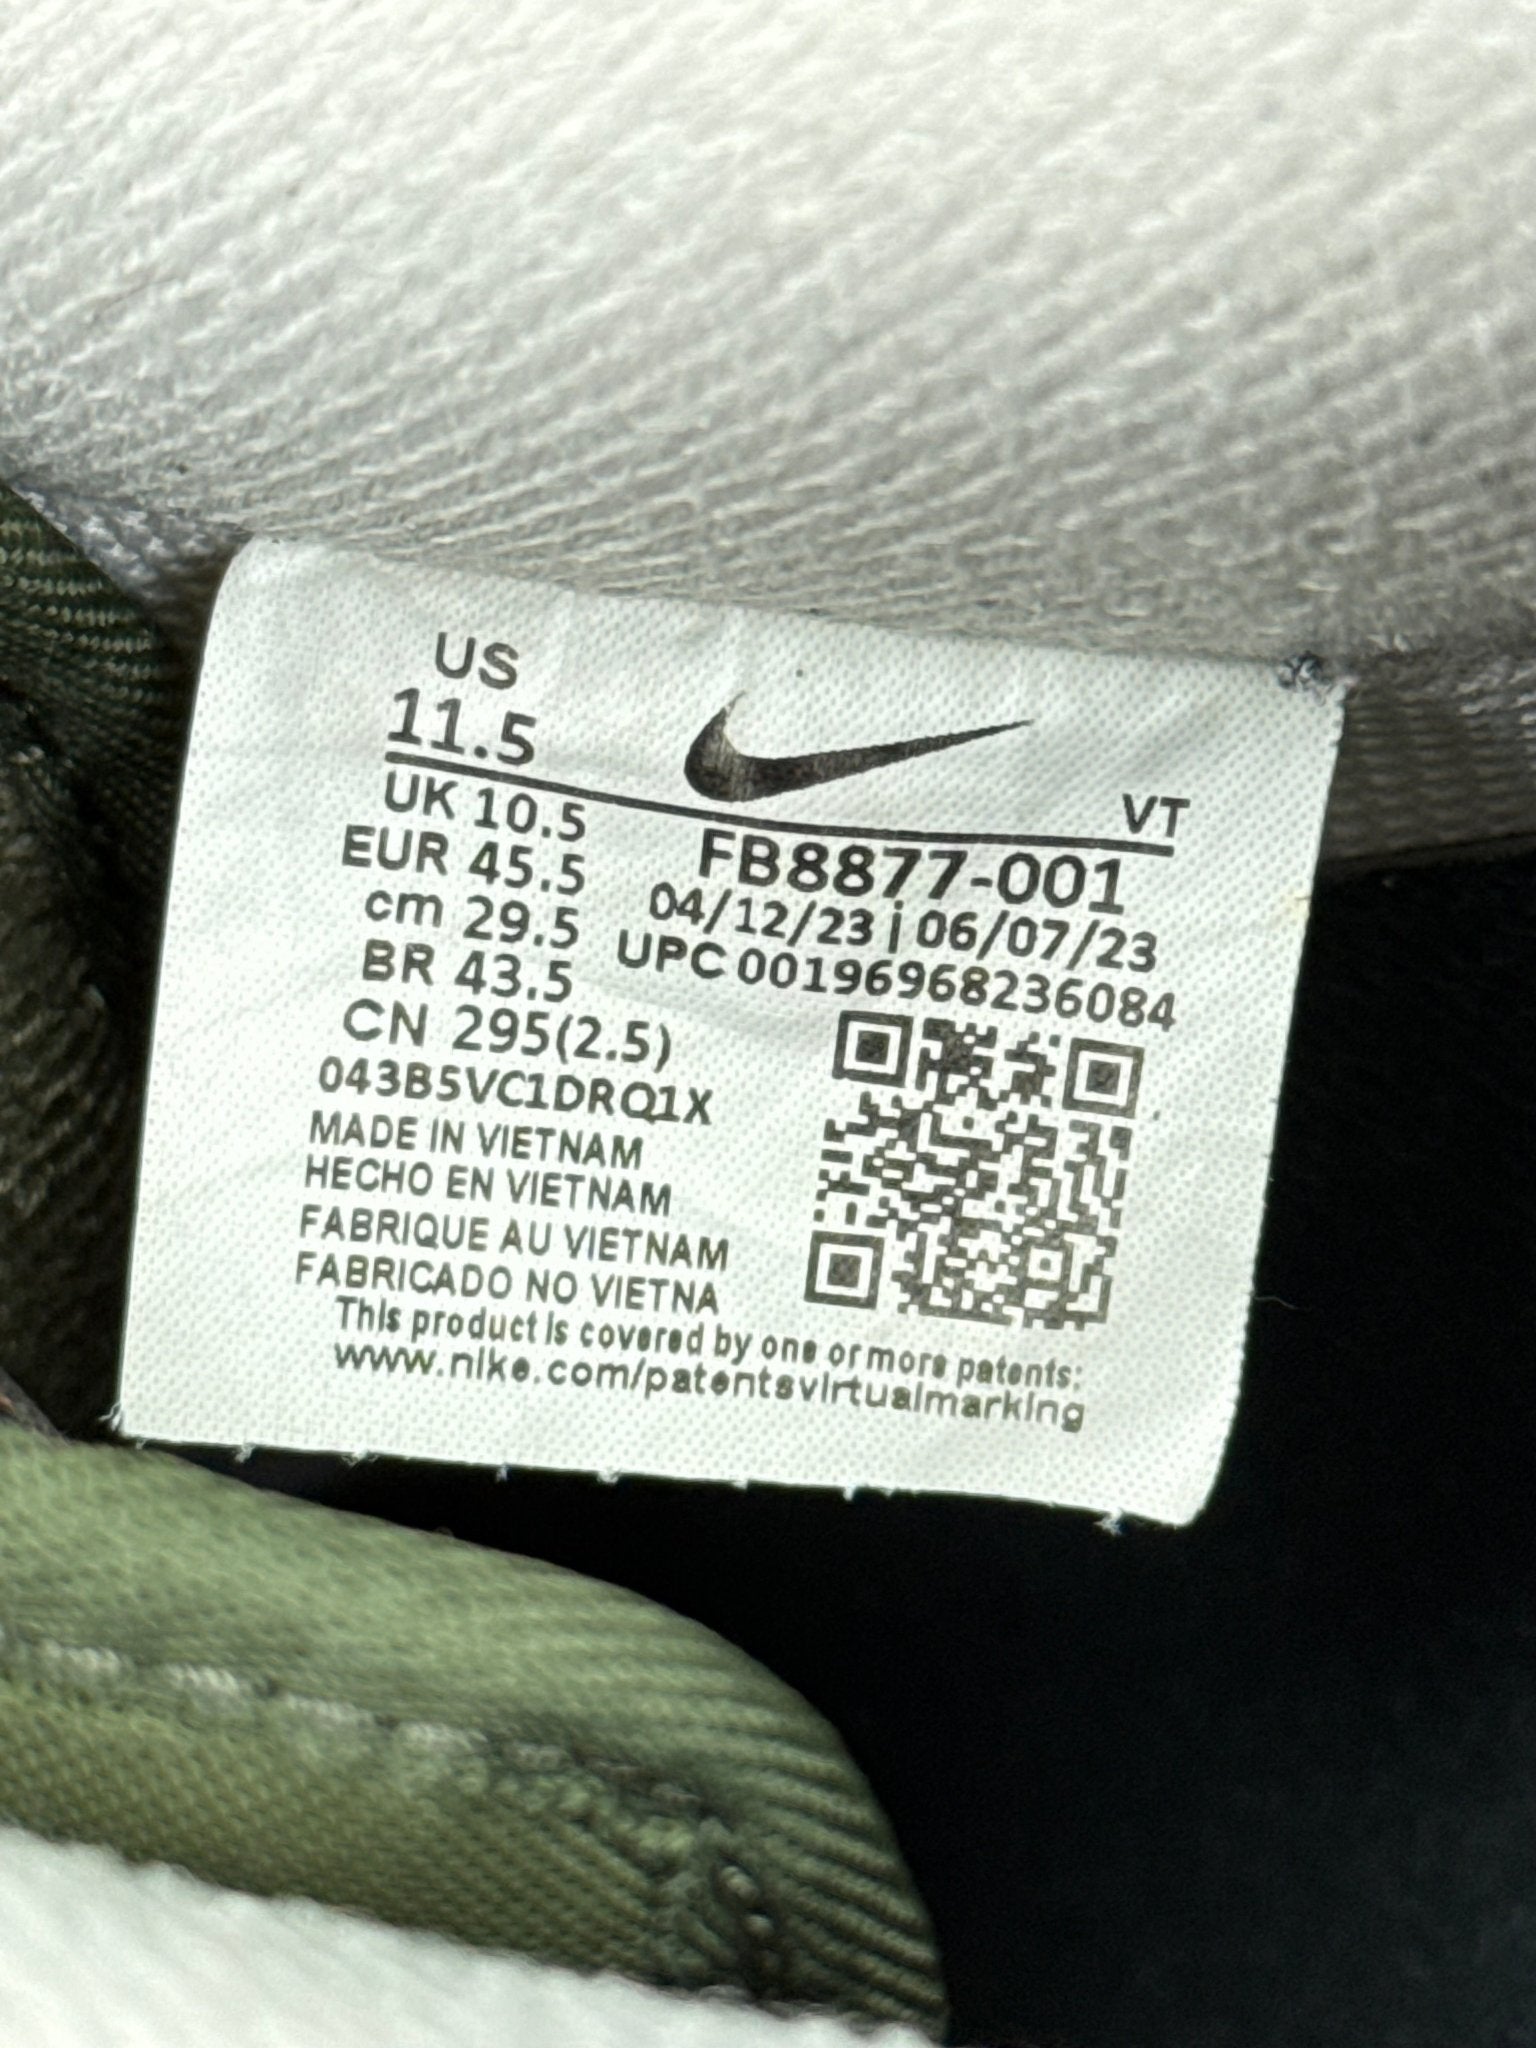 US
11.5
VT
UK 10.5
EUR 45.5
cm 29.5
BR 43.5
CN 295(2.5)
FB8877-001
04/12/23 | 06/07/23
UPC 00196968236084
043B5VC1DRQ1X
MADE IN VIETNAM
HECHO EN VIETNAM
FABRIQUE AU VIETNAM
FABRICADO NO VIETNA
This product is covered by one or more patents:
www.nike.com/patentsvirtualmarking